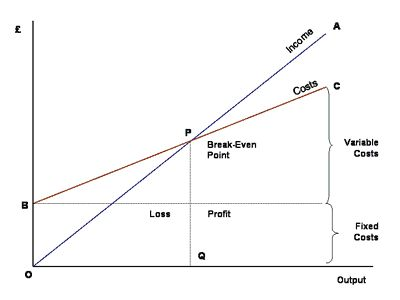 £
A
Income
Costs
C
P
Break-Even
Point
Variable
Costs
B
Loss
Profit
Fixed
Costs
Q
O
Output